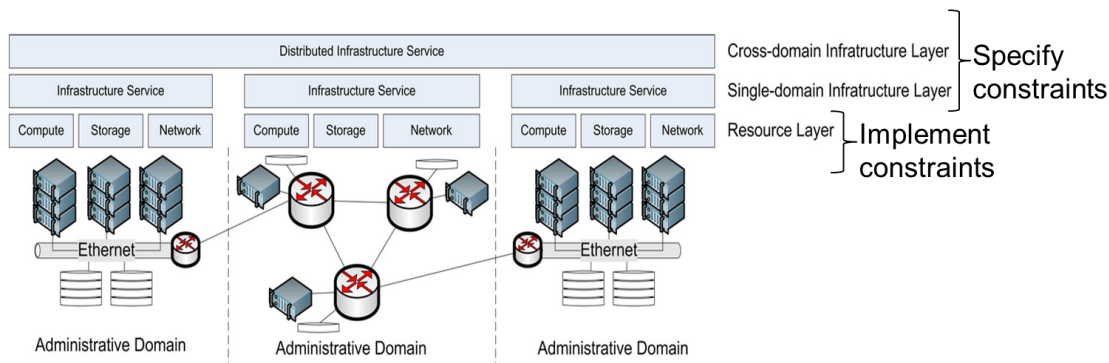 Distributed Infrastructure Service
Cross-domain Infratructure Layer
Specify
constraints
Infrastructure Service
Infrastructure Service
Infrastructure Service
Single-domain Infratructure Layer
Compute
Storage
Network
Compute
Storage
Network
Compute
Storage
Network
Resource Layer
Implement
constraints
Ethernet
Ethernet
Administrative Domain
Administrative Domain
Administrative Domain